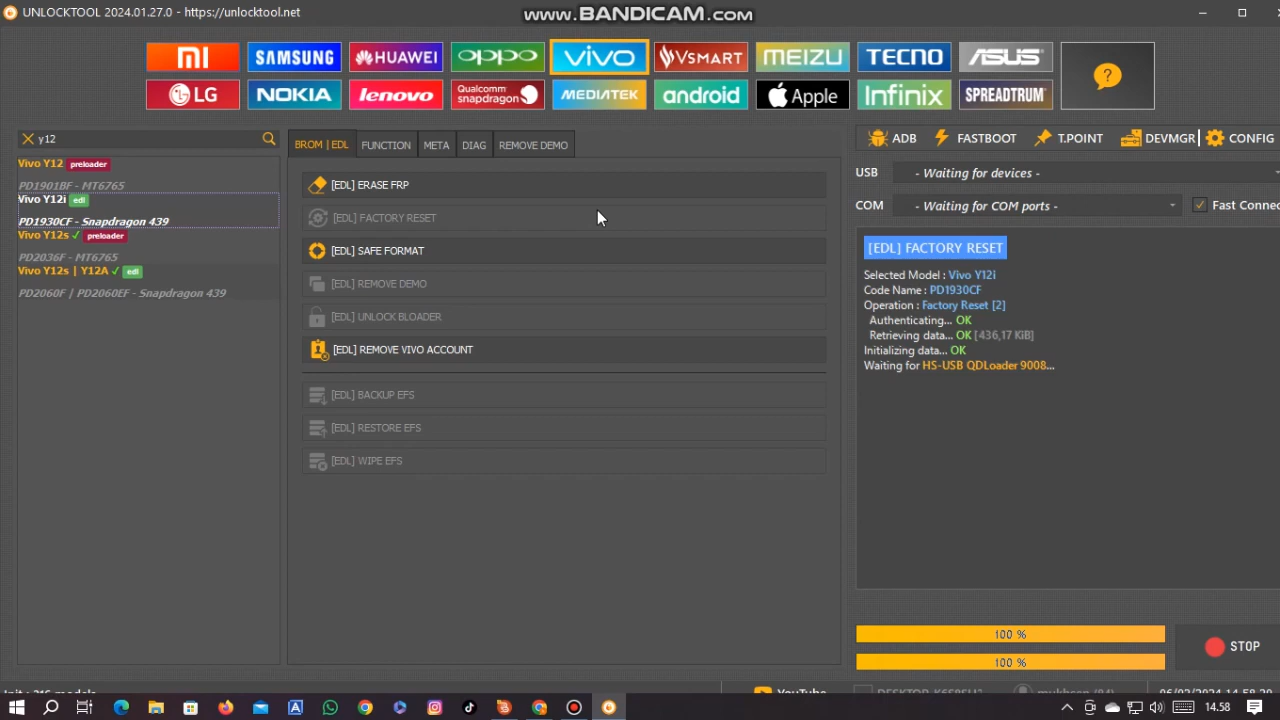 UNLOCKTOOL 2024.01.27.0 - https://unlocktool.net
www.BANDICAM.com
mi SAMSUNG HUAWEI oppo vivo VSMART MEIZU TECNO ASUS
LG NOKIA lenovo Qualcomm snapdragon MEDIATEK android Apple Infinix SPREADTRUM
?
y12
Vivo Y12 preloader
PD1901BF - MT6765
Vivo Y12i edl
PD1930CF - Snapdragon 439
Vivo Y12s ✓ preloader
PD2036F - MT6765
Vivo Y12s | Y12A ✓ edl
PD2060F | PD2060EF - Snapdragon 439
BROM | EDL FUNCTION META DIAG REMOVE DEMO
[EDL] ERASE FRP
[EDL] FACTORY RESET
[EDL] SAFE FORMAT
[EDL] REMOVE DEMO
[EDL] UNLOCK BLOADER
[EDL] REMOVE VIVO ACCOUNT
[EDL] BACKUP EFS
[EDL] RESTORE EFS
[EDL] WIPE EFS
ADB FASTBOOT T.POINT DEVMGR CONFIG
USB - Waiting for devices -
COM - Waiting for COM ports - Fast Connec
[EDL] FACTORY RESET
Selected Model : Vivo Y12i
Code Name : PD1930CF
Operation : Factory Reset [2]
Authenticating... OK
Retrieving data... OK [436,17 KiB]
Initializing data... OK
Waiting for HS-USB QDLoader 9008...
100 %
100 %
STOP
YouTube
14.58